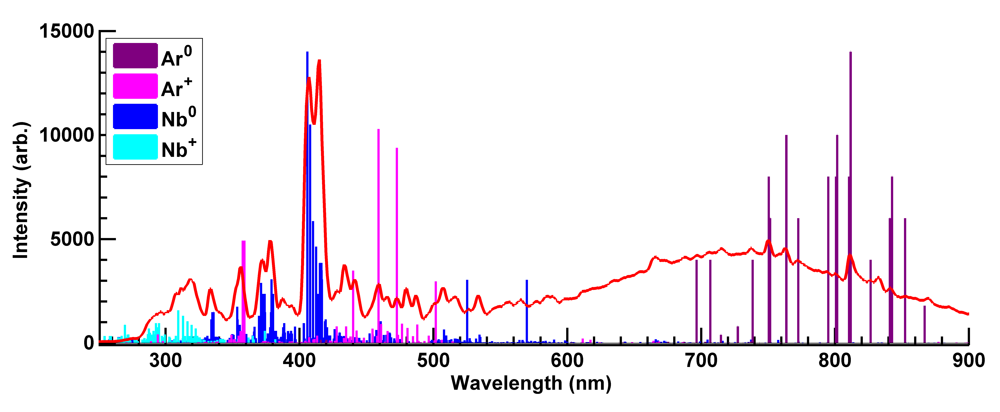 15000
10000
5000
0
Intensity (arb.)
Ar⁰
Ar⁺
Nb⁰
Nb⁺
300 400 500 600 700 800 900
Wavelength (nm)